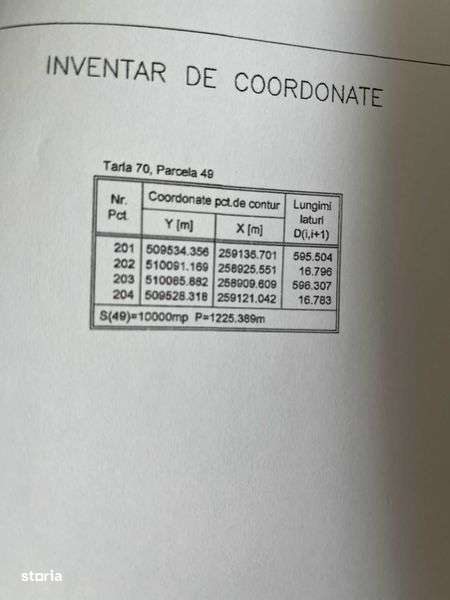 INVENTAR DE COORDONATE
Tarla 70, Parcela 49
Nr. Pct. Coordonate pct.de contur Lungimi laturi D(i,i+1)
Y [m] X [m]
201 509534.356 259136.701 595.504
202 510091.169 258925.551 16.796
203 510085.882 258909.609 596.307
204 509528.318 259121.042 16.783
S(49)=10000mp P=1225.389m
storia